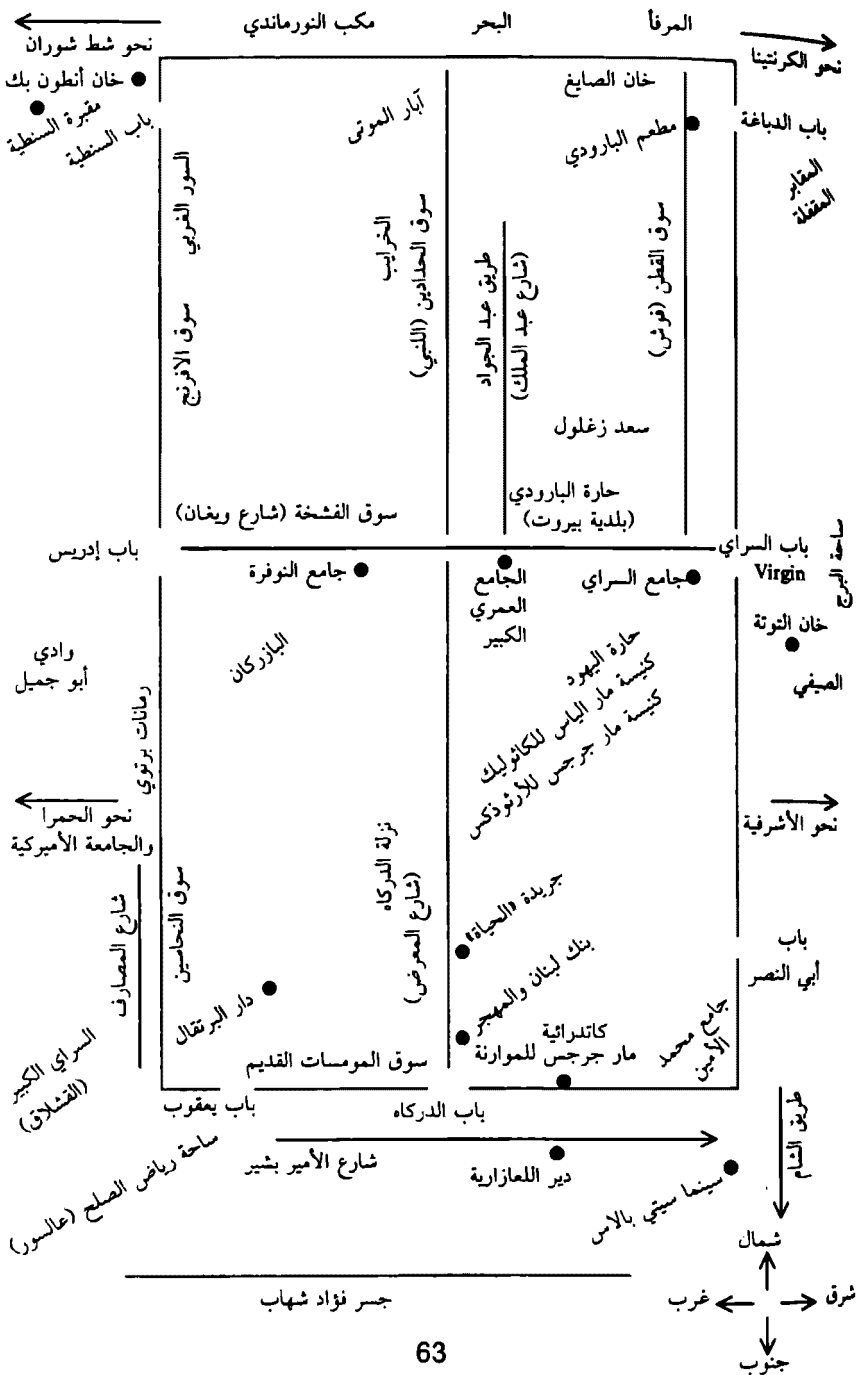 المرفأ
البحر
مكب النورماندي
نحو شط شوران
نحو الكرنتينا
خان أنطون بك
مقبرة السنطية
باب السنطية
آبار الموتى
خان الصايغ
مطعم البارودي
باب الدباغة
المقابر
المقفلة
السور الغربي
سوق الافرنج
الخرايب
سوق الحدادين (اللنبي)
طريق عبد الجواد
(شارع عبد الملك)
سوق القطن (فوش)
سعد زغلول
حارة البارودي
(بلدية بيروت)
سوق الفشخة (شارع ويغان)
باب إدريس
باب السراي
Virgin
ساحة البرج
جامع السراي
الجامع
العمري
الكبير
جامع النوفرة
خان التوتة
الصيفي
حارة اليهود
كنيسة مار الياس للكاثوليك
كنيسة مار جرجس للأرثوذكس
البازركان
وادي
أبو جميل
رمانات برتوي
نحو الأشرفية
نحو الحمرا
والجامعة الأميركية
نزلة الدركاه
(شارع المعرض)
سوق النحاسين
شارع المصارف
جريدة «الحياة»
باب
أبي النصر
بنك لبنان والمهجر
دار البرتقال
كاتدرائية
مار جرجس للموارنة
جامع محمد
الأمين
سوق المومسات القديم
السراي الكبير
(القشلاق)
باب الدركاه
باب يعقوب
طريق الشام
شارع الأمير بشير
دير اللعازارية
سينما سيتي بالاس
ساحة رياض الصلح (عالسور)
جسر فؤاد شهاب
شمال
شرق
غرب
جنوب
63